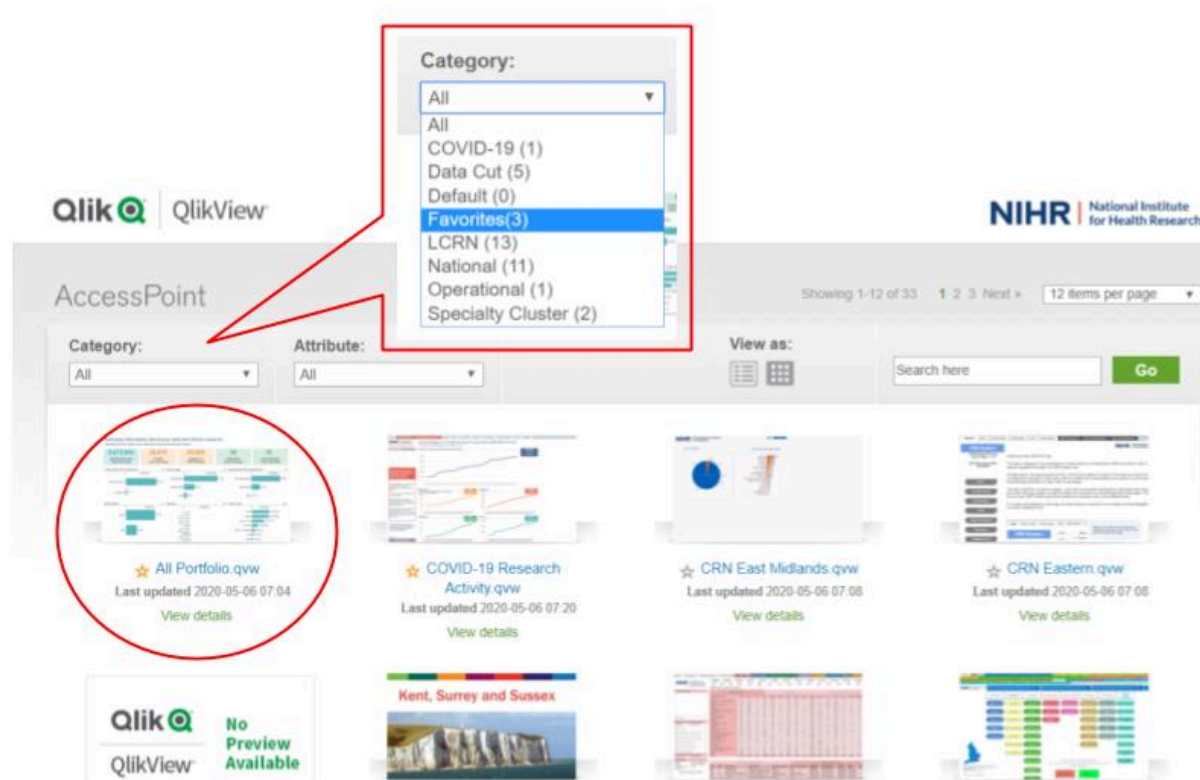 Category:
All
All
COVID-19 (1)
Data Cut (5)
Default (0)
Favorites(3)
LCRN (13)
National (11)
Operational (1)
Specialty Cluster (2)
Qlik QlikView
NIHR National Institute
for Health Research
AccessPoint
Showing 1-12 of 33 1 2 3 Next » 12 items per page
Category:
All
Attribute:
All
View as:
Search here
Go
All Portfolio.qvw
Last updated 2020-05-06 07:04
View details
COVID-19 Research
Activity.qvw
Last updated 2020-05-06 07:20
View details
CRN East Midlands.qvw
Last updated 2020-05-06 07:08
View details
CRN Eastern.qvw
Last updated 2020-05-06 07:08
View details
Qlik
QlikView
No
Preview
Available
Kent, Surrey and Sussex